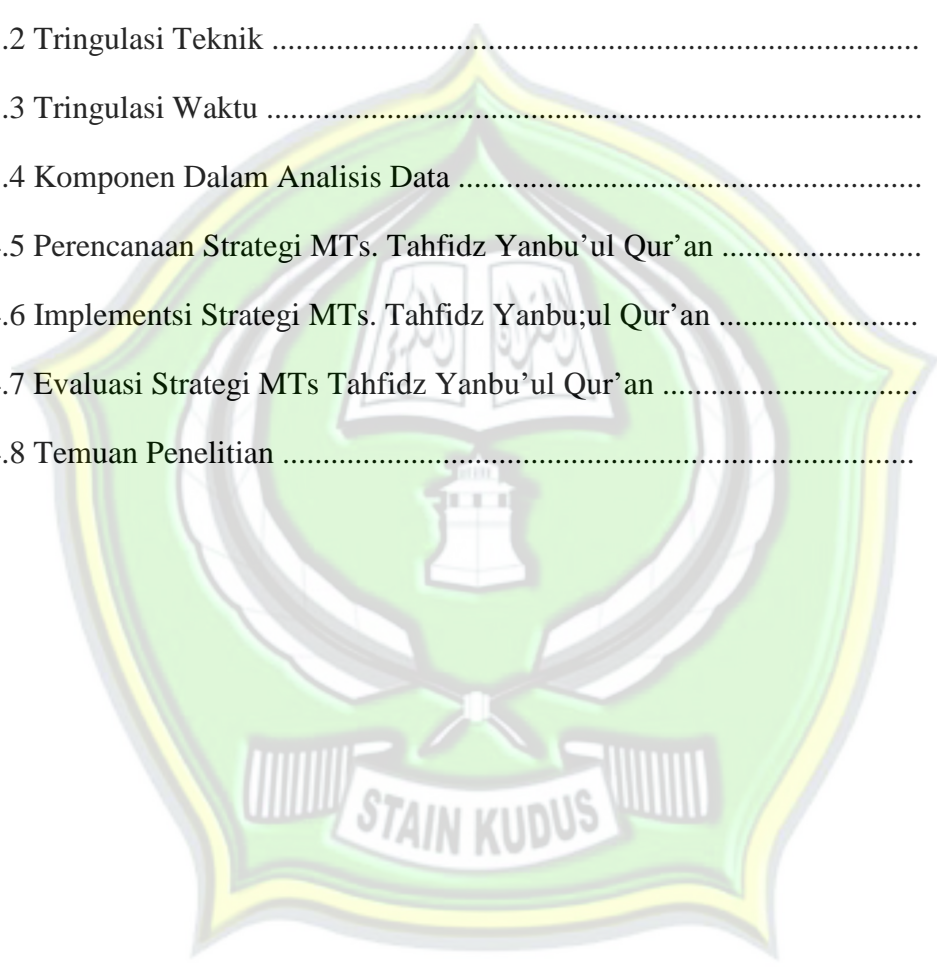 .2 Tringulasi Teknik ................................................................................
.3 Tringulasi Waktu .................................................................................
.4 Komponen Dalam Analisis Data .........................................................
.5 Perencanaan Strategi MTs. Tahfidz Yanbu’ul Qur’an .........................
.6 Implementsi Strategi MTs. Tahfidz Yanbu;ul Qur’an .........................
.7 Evaluasi Strategi MTs Tahfidz Yanbu’ul Qur’an ................................
.8 Temuan Penelitian ..............................................................................
STAIN KUDUS